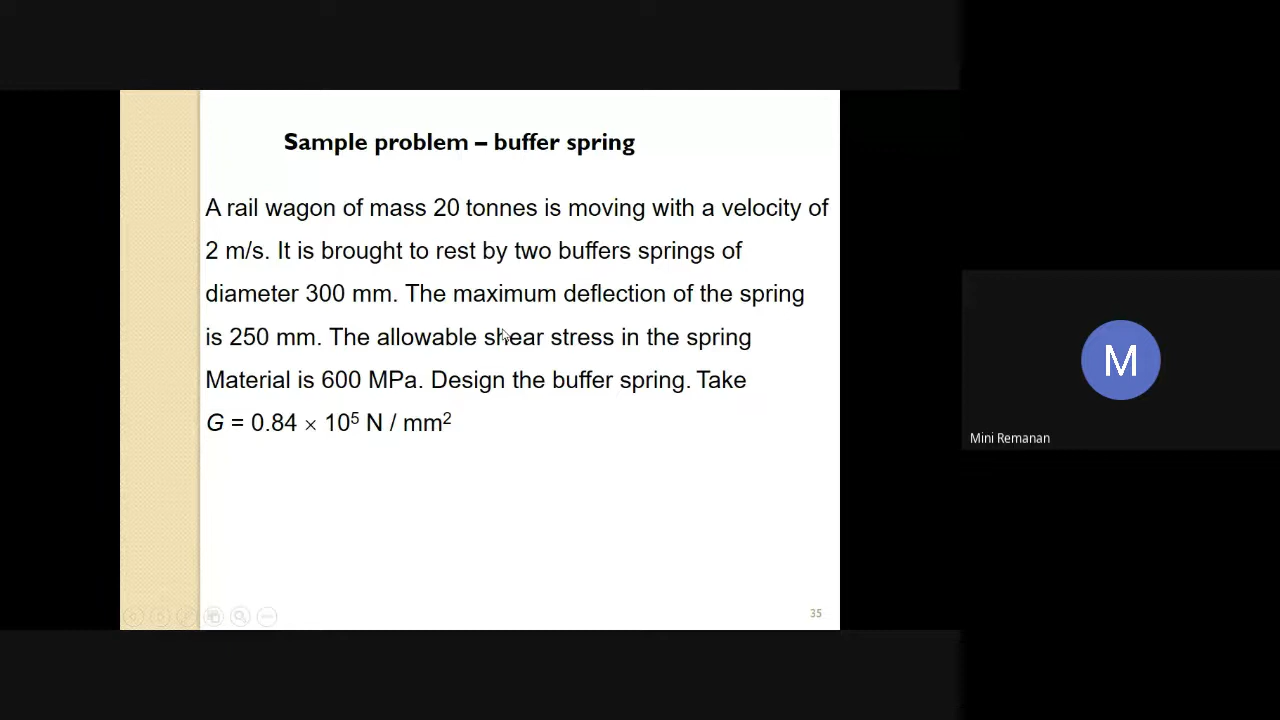 Sample problem – buffer spring
A rail wagon of mass 20 tonnes is moving with a velocity of
2 m/s. It is brought to rest by two buffers springs of
diameter 300 mm. The maximum deflection of the spring
is 250 mm. The allowable shear stress in the spring
Material is 600 MPa. Design the buffer spring. Take
G = 0.84 × 10⁵ N / mm²
35
M
Mini Remanan